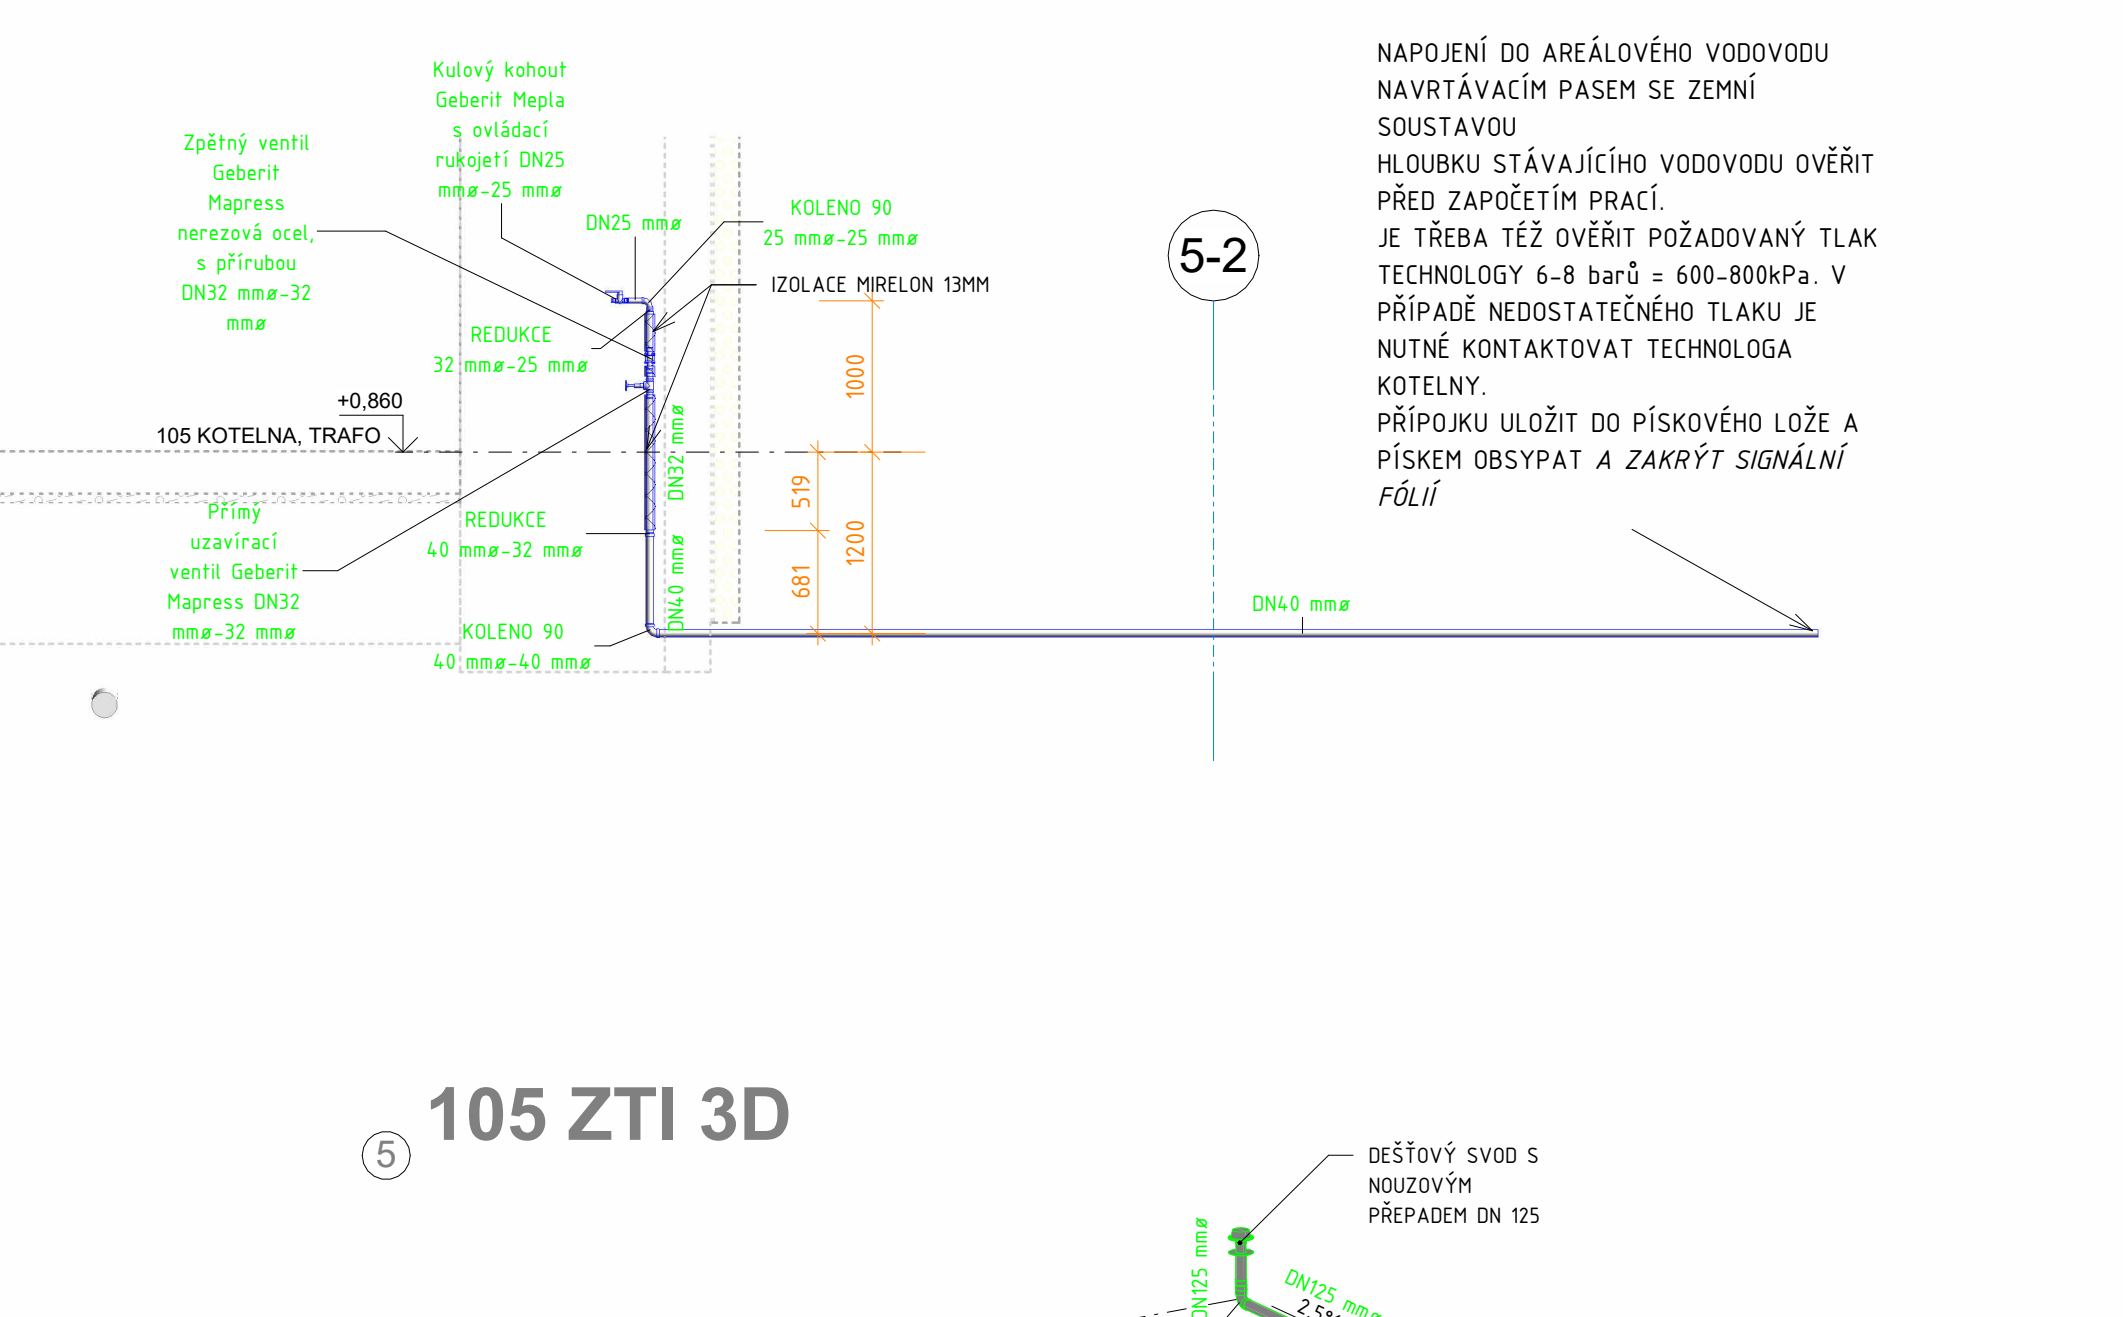 NAPOJENÍ DO AREÁLOVÉHO VODOVODU
NAVRTÁVACÍM PASEM SE ZEMNÍ
SOUSTAVOU
HLOUBKU STÁVAJÍCÍHO VODOVODU OVĚŘIT
PŘED ZAPOČETÍM PRACÍ.
JE TŘEBA TÉŽ OVĚŘIT POŽADOVANÝ TLAK
TECHNOLOGY 6-8 barů = 600-800kPa. V
PŘÍPADĚ NEDOSTATEČNÉHO TLAKU JE
NUTNÉ KONTAKTOVAT TECHNOLOGA
KOTELNY.
PŘÍPOJKU ULOŽIT DO PÍSKOVÉHO LOŽE A
PÍSKEM OBSYPAT A ZAKRÝT SIGNÁLNÍ
FÓLIÍ
Kulový kohout
Geberit Mepla
s ovládací
rukojetí DN25
mmø-25 mmø
Zpětný ventil
Geberit
Mapress
nerezová ocel,
s přírubou
DN32 mmø-32
mmø
DN25 mmø
KOLENO 90
25 mmø-25 mmø
5-2
IZOLACE MIRELON 13MM
REDUKCE
32 mmø-25 mmø
1000
+0,860
105 KOTELNA, TRAFO
DN32 mmø
519
1200
681
Přímý
uzavírací
ventil Geberit
Mapress DN32
mmø-32 mmø
REDUKCE
40 mmø-32 mmø
DN40 mmø
KOLENO 90
40 mmø-40 mmø
DN40 mmø
105 ZTI 3D
5
DEŠŤOVÝ SVOD S
NOUZOVÝM
PŘEPADEM DN 125
DN125 mmø
DN125 mmø